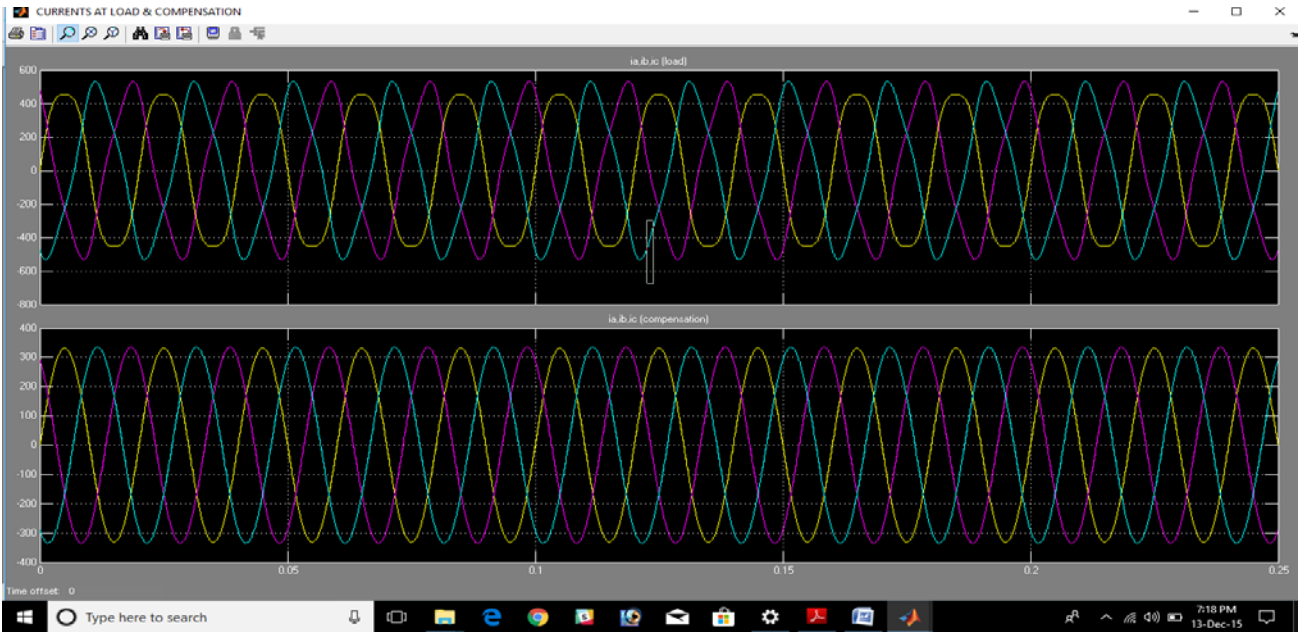 CURRENTS AT LOAD & COMPENSATION
ia.ib.ic (load)
600
400
200
0
-200
-400
-600
-800
ia.ib.ic (compensation)
400
300
200
100
0
-100
-200
-300
-400
0 0.05 0.1 0.15 0.2 0.25
Time offset: 0
Type here to search
7:18 PM
13-Dec-15